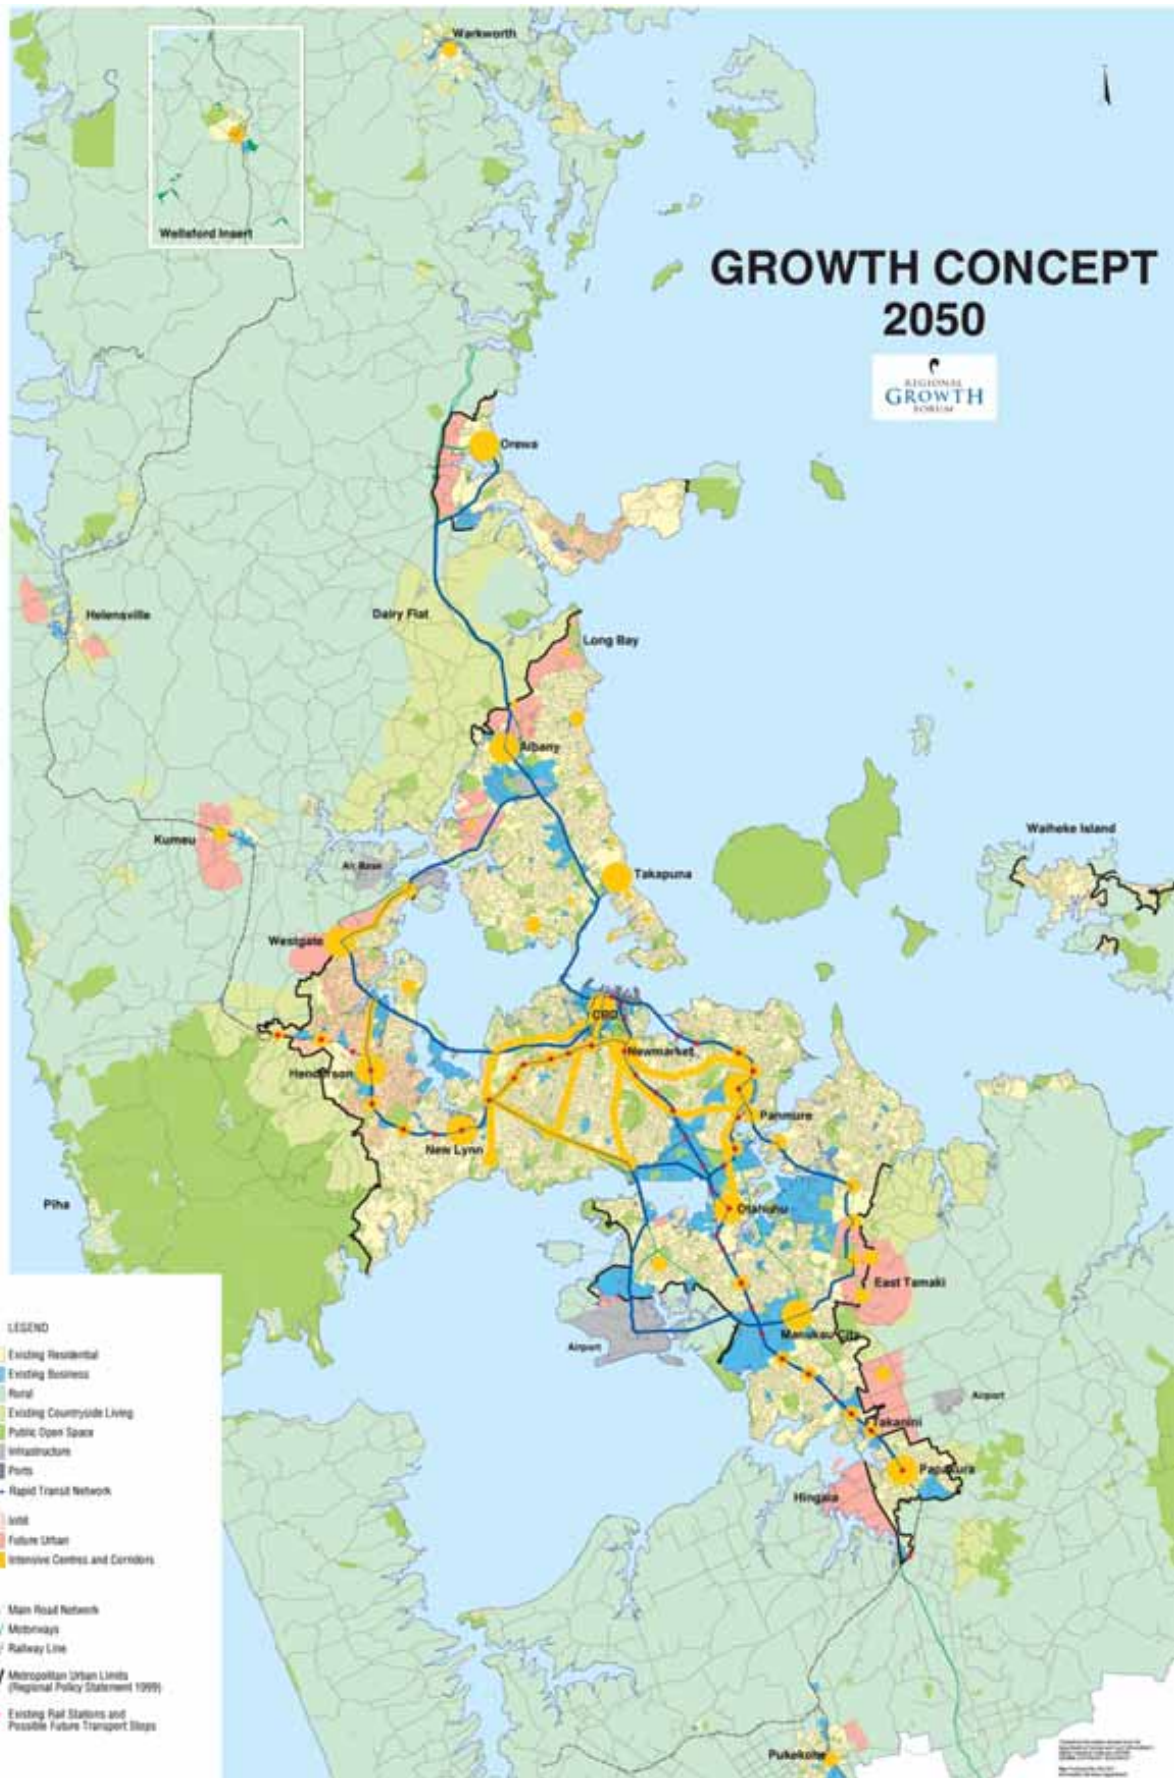 Warkworth
Wellsford Insert
GROWTH CONCEPT
2050
REGIONAL
GROWTH
FORUM
Orewa
Helensville
Dairy Flat
Long Bay
Albany
Kumeu
Waiheke Island
Air Base
Takapuna
Westgate
CBD
Newmarket
Henderson
Panmure
New Lynn
Piha
Otahuhu
East Tamaki
LEGEND
Manukau City
Airport
Existing Residential
Existing Business
Rural
Airport
Existing Countryside Living
Takanini
Public Open Space
Infrastructure
Ports
Papakura
Rapid Transit Network
Hingaia
Infill
Future Urban
Intensive Centres and Corridors
Main Road Network
Motorways
Railway Line
Metropolitan Urban Limits
(Regional Policy Statement 1999)
Existing Rail Stations and
Possible Future Transport Stops
Pukekohe